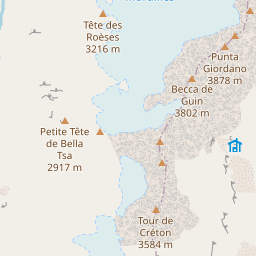 Tête des
Roèses
3216 m
Punta
Giordano
3878 m
Becca de
Guin
3802 m
Petite Tête
de Bella
Tsa
2917 m
Tour de
Créton
3584 m